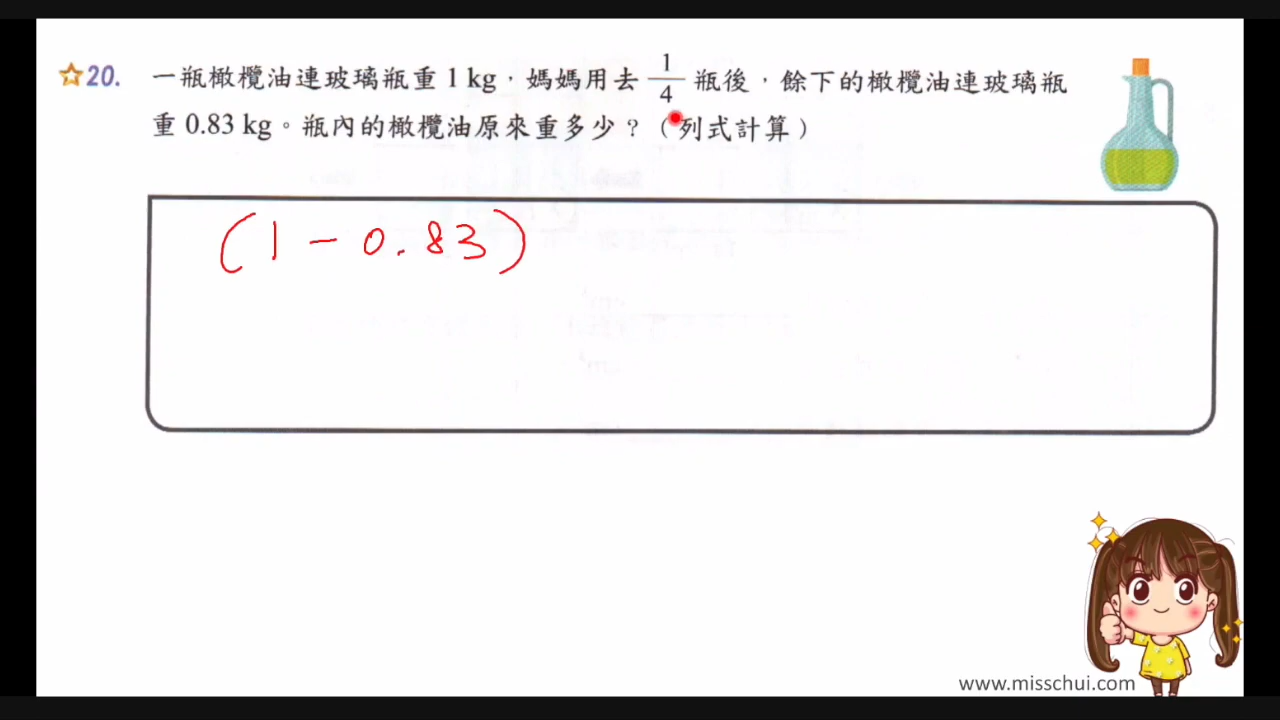 20. 一瓶橄欖油連玻璃瓶重 1 kg，媽媽用去 1/4 瓶後，餘下的橄欖油連玻璃瓶
重 0.83 kg。瓶內的橄欖油原來重多少？（列式計算）
(1 - 0.83)
www.misschui.com